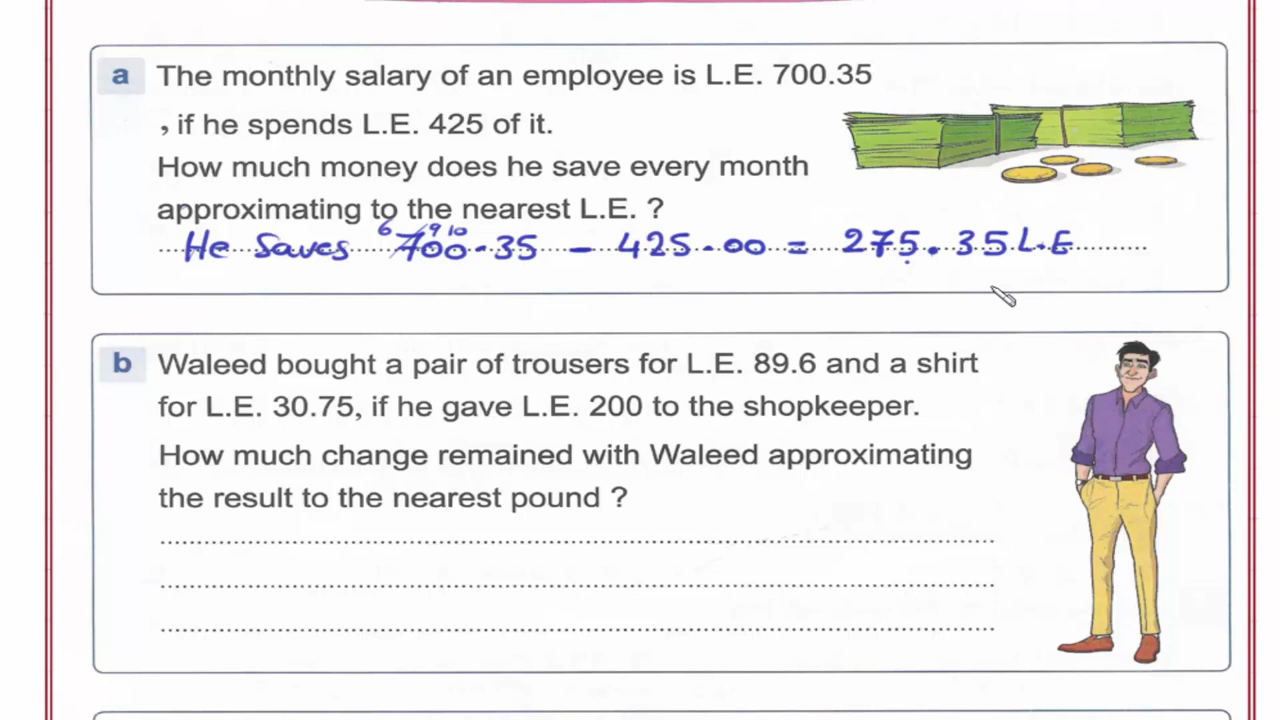 a The monthly salary of an employee is L.E. 700.35
, if he spends L.E. 425 of it.
How much money does he save every month
approximating to the nearest L.E. ?
6 9 10
He Saves 700.35 - 425.00 = 275.35 L.E
b Waleed bought a pair of trousers for L.E. 89.6 and a shirt
for L.E. 30.75, if he gave L.E. 200 to the shopkeeper.
How much change remained with Waleed approximating
the result to the nearest pound ?